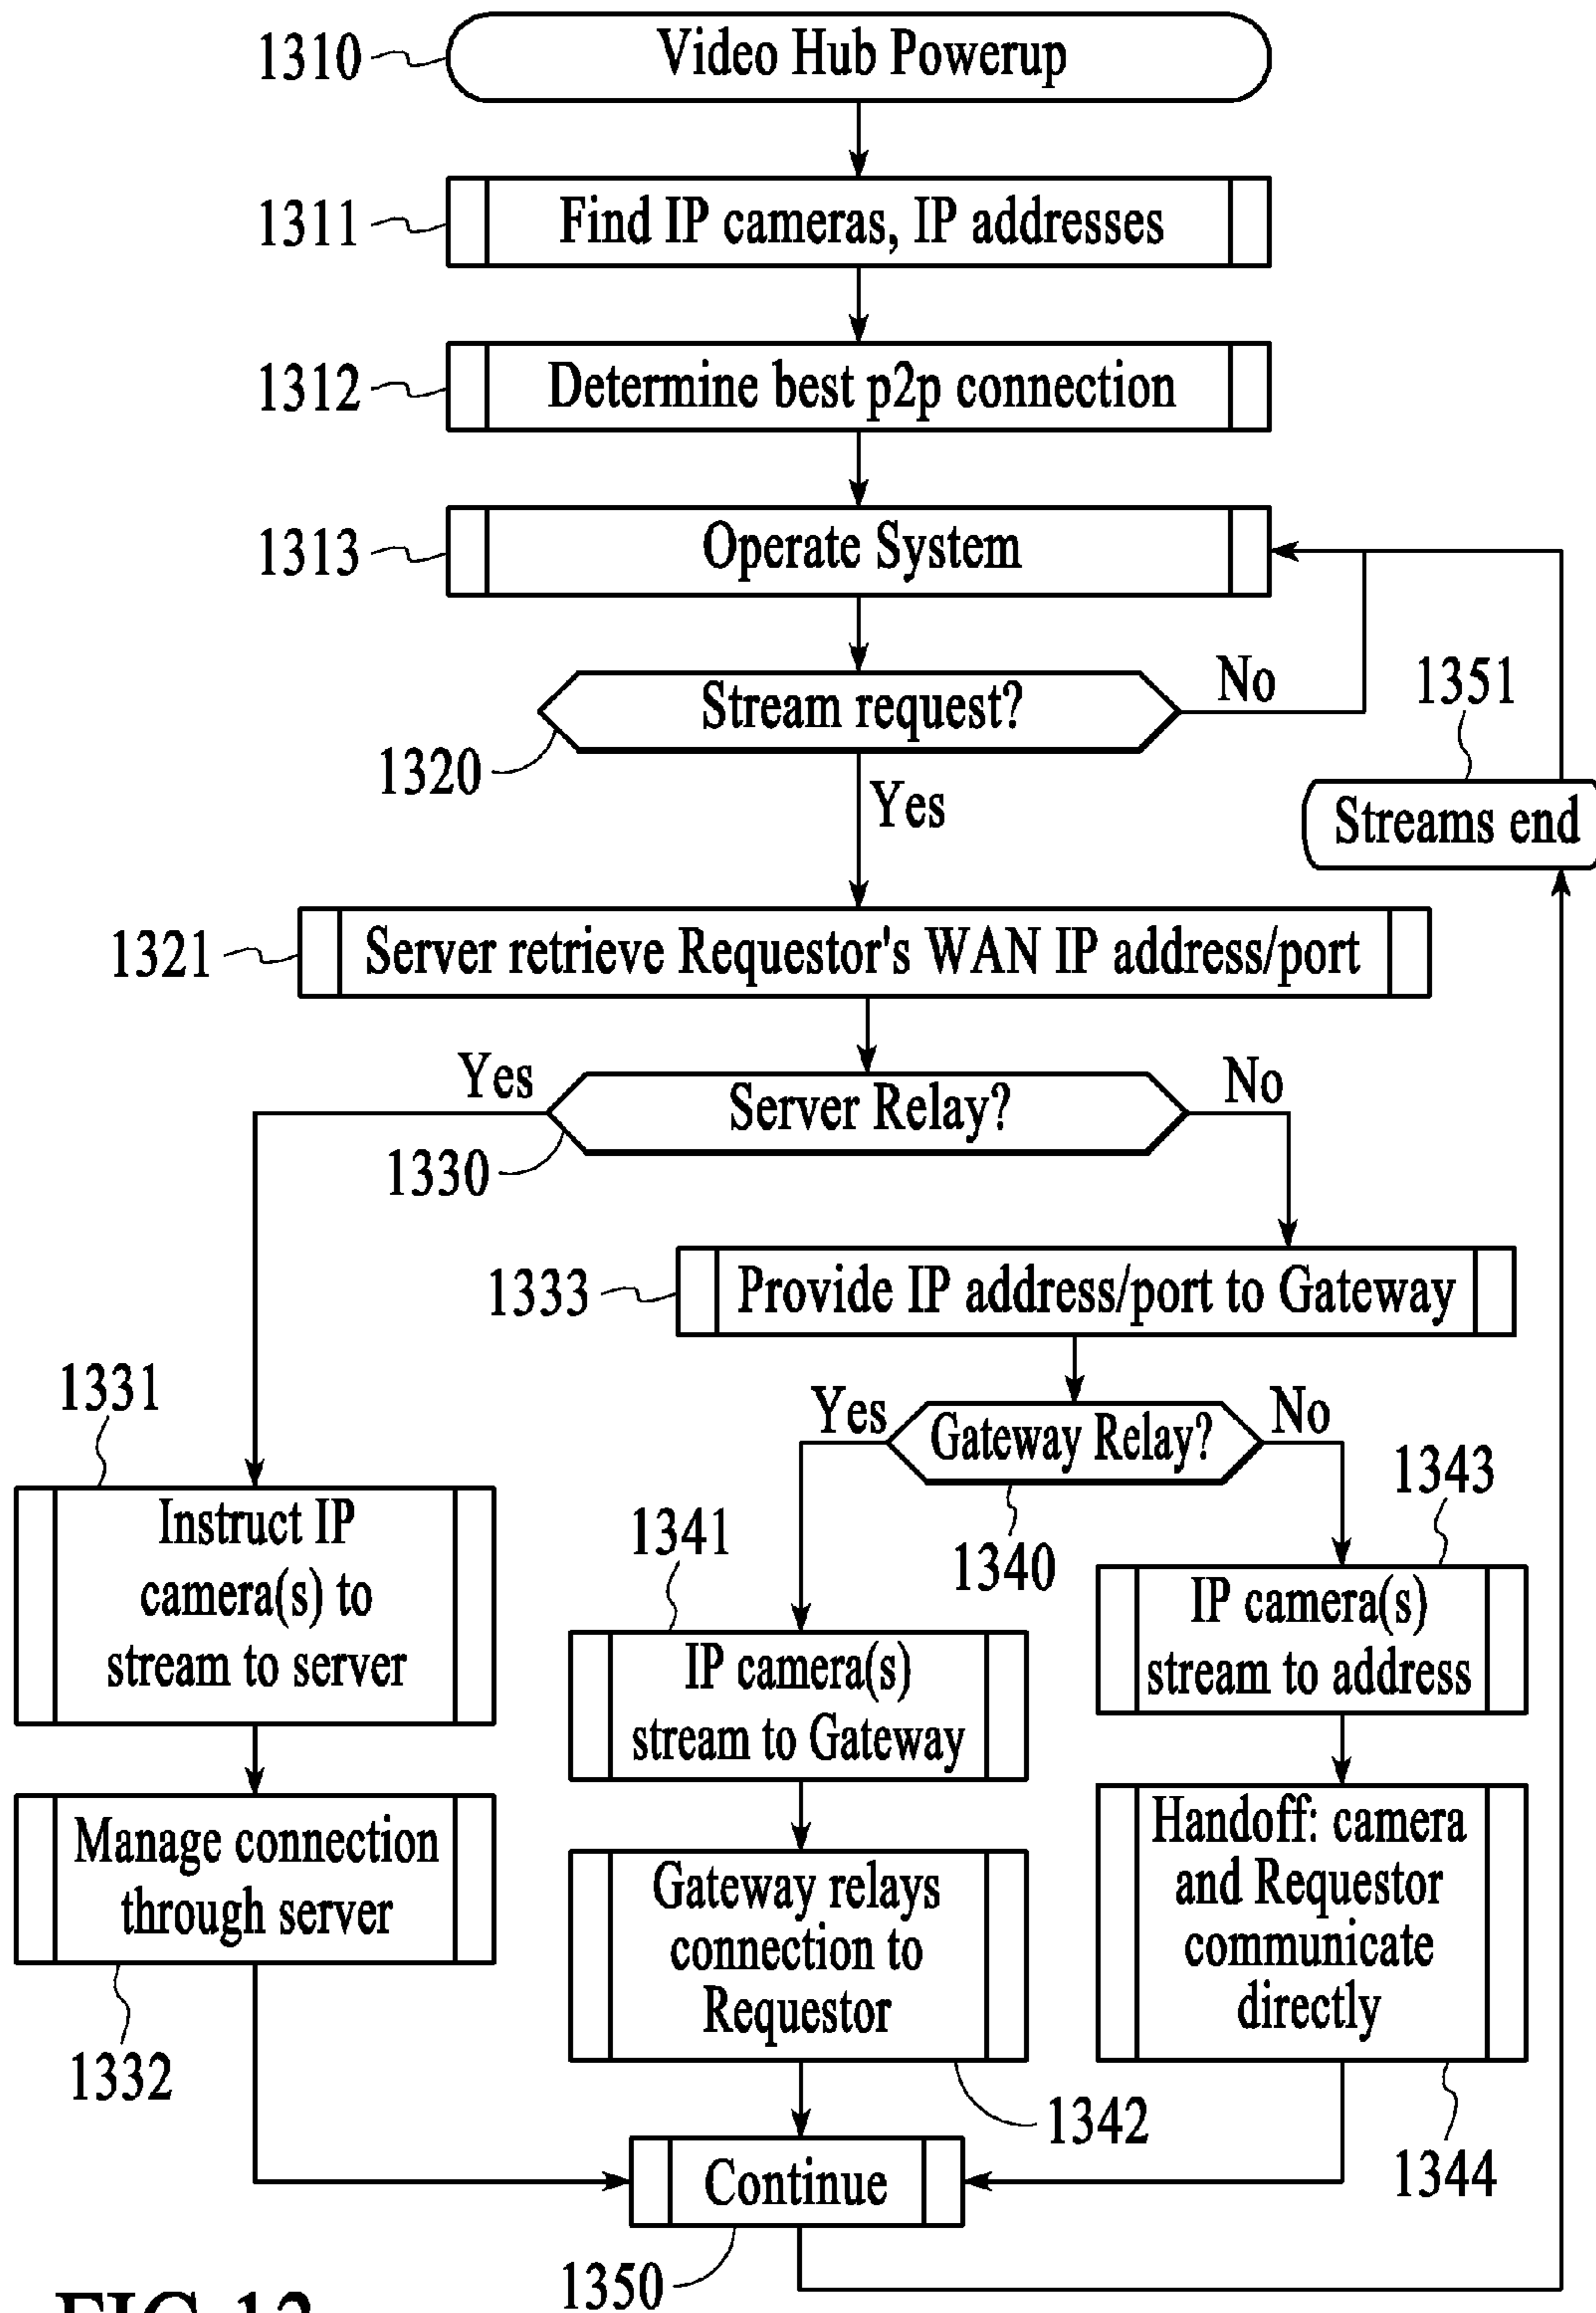 1310
Video Hub Powerup
1311
Find IP cameras, IP addresses
1312
Determine best p2p connection
1313
Operate System
Stream request?
No
1320
Yes
1351
Streams end
1321
Server retrieve Requestor's WAN IP address/port
Yes
Server Relay?
No
1330
1333
Provide IP address/port to Gateway
1331
Yes
Gateway Relay?
No
1340
Instruct IP
camera(s) to
stream to server
1341
IP camera(s)
stream to Gateway
1343
IP camera(s)
stream to address
Manage connection
through server
1332
Gateway relays
connection to
Requestor
1342
Handoff: camera
and Requestor
communicate
directly
1344
Continue
1350
FIG 13